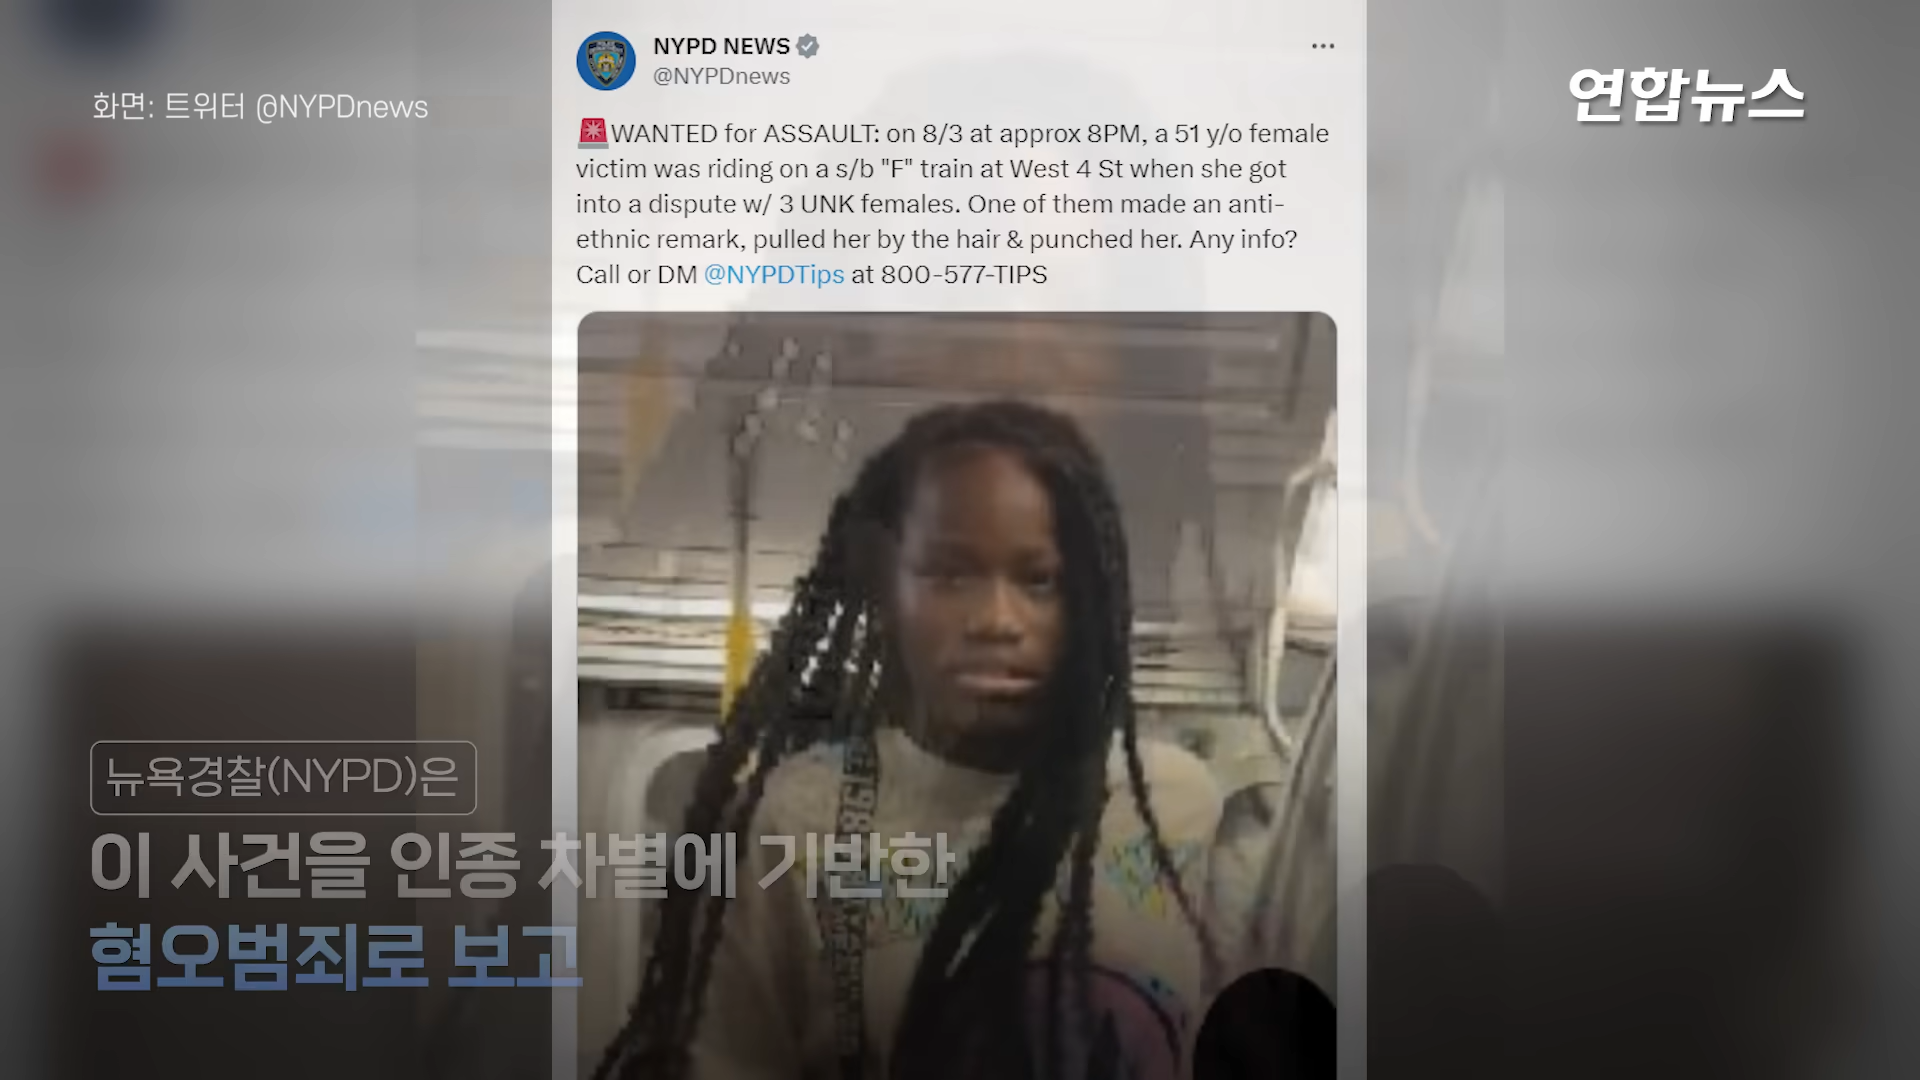 화면: 트위터 @NYPDnews
연합뉴스
NYPD NEWS
@NYPDnews
🚨WANTED for ASSAULT: on 8/3 at approx 8PM, a 51 y/o female
victim was riding on a s/b "F" train at West 4 St when she got
into a dispute w/ 3 UNK females. One of them made an anti-
ethnic remark, pulled her by the hair & punched her. Any info?
Call or DM @NYPDTips at 800-577-TIPS
뉴욕경찰(NYPD)은
이 사건을 인종 차별에 기반한
혐오범죄로 보고